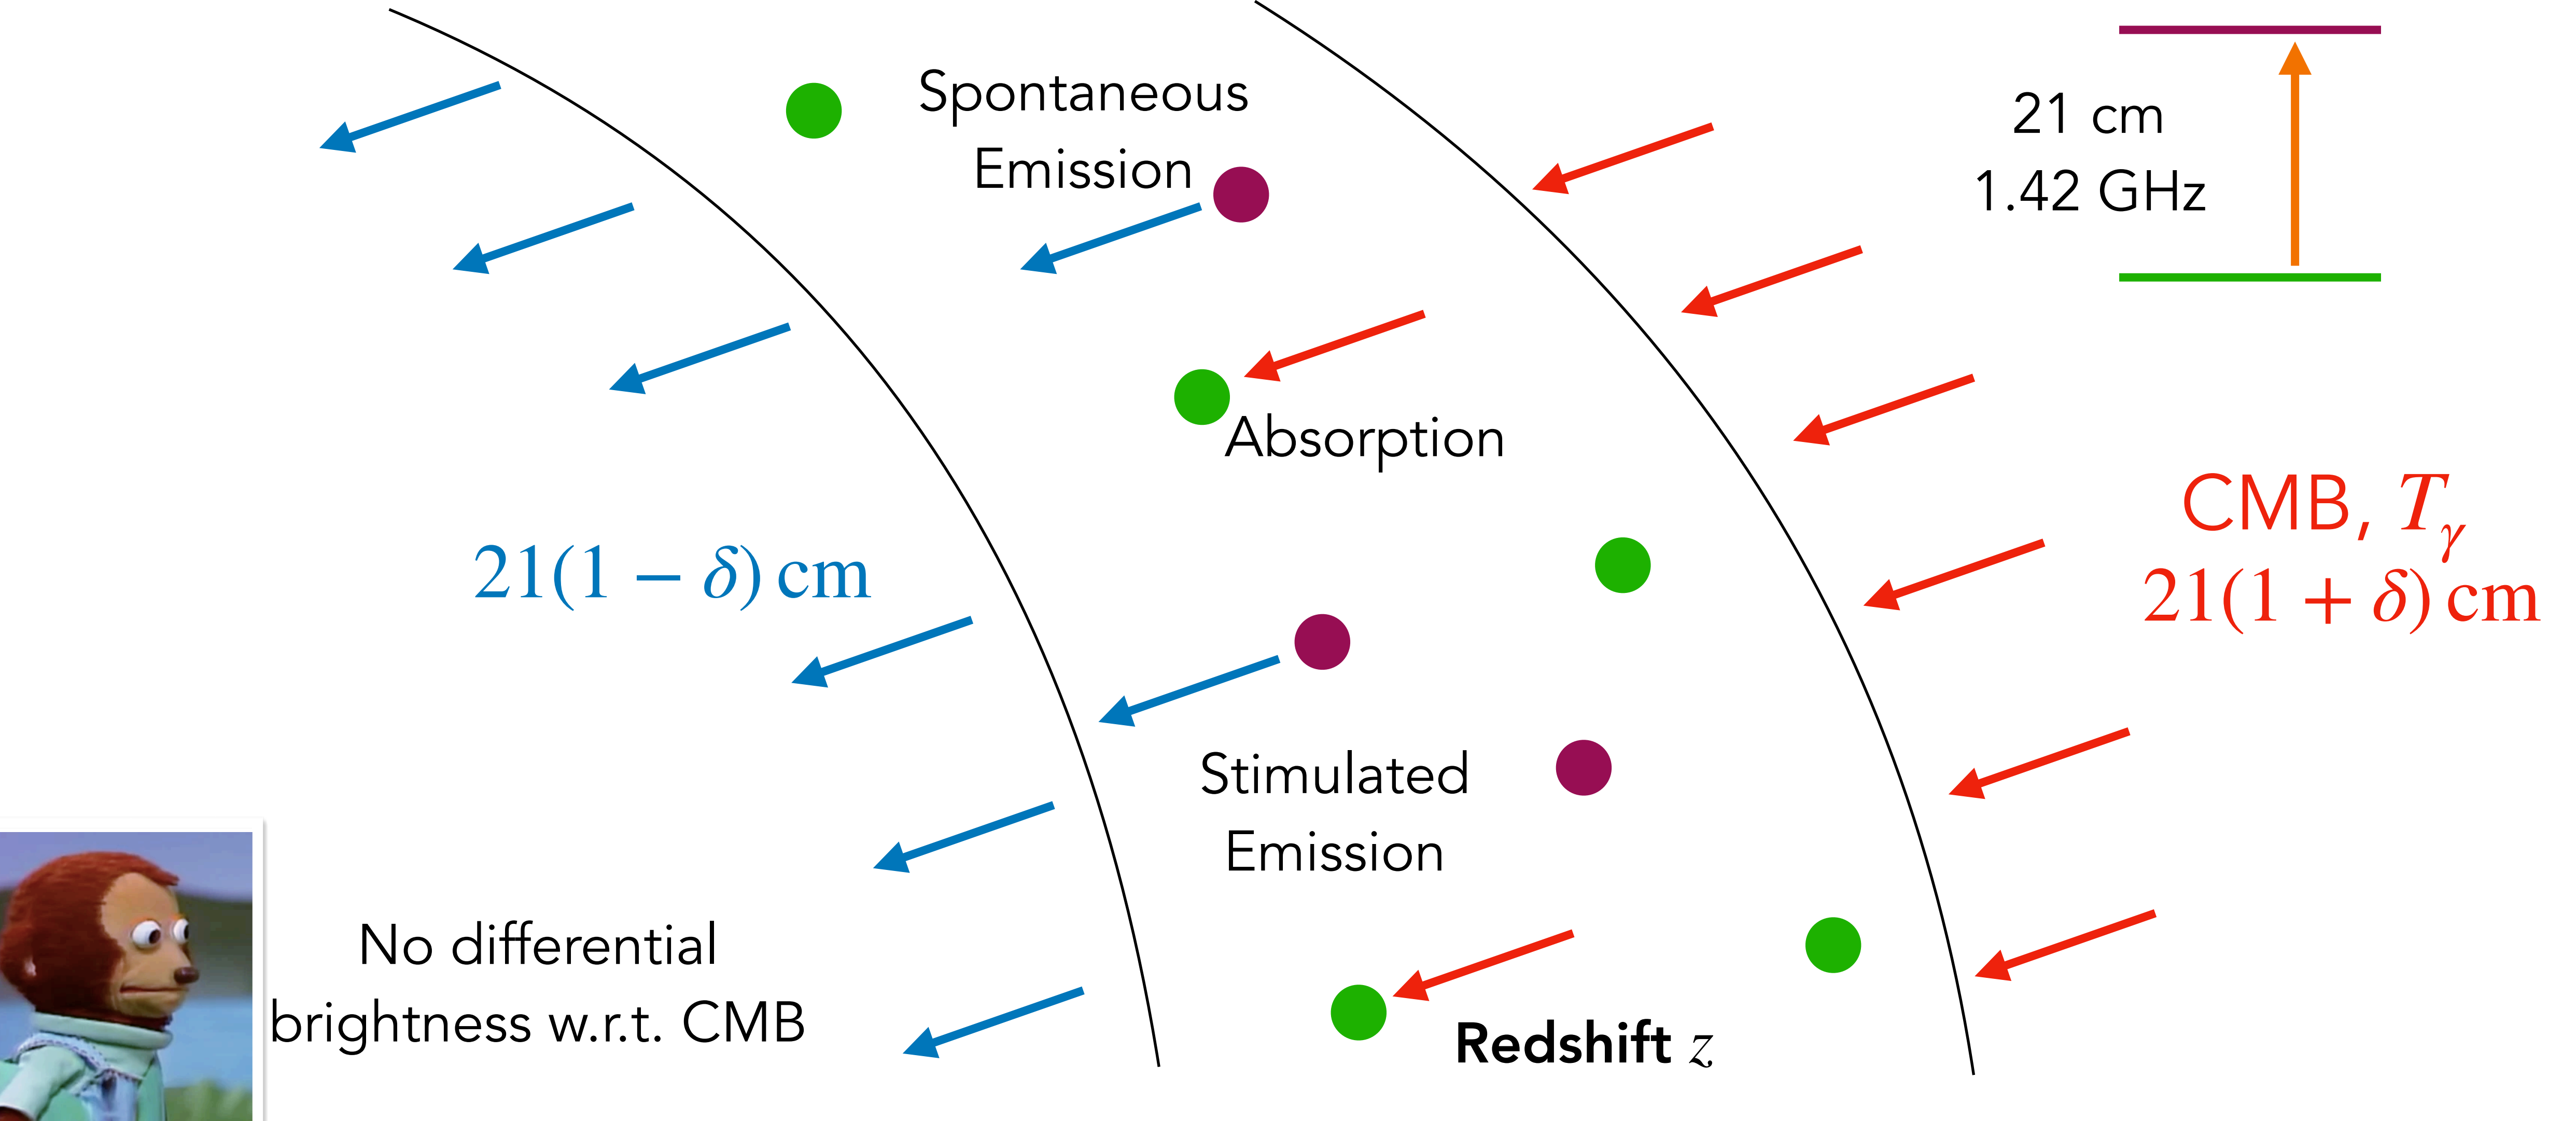 Spontaneous
Emission
21 cm
1.42 GHz
Absorption
CMB, T_γ
21(1 + δ) cm
21(1 − δ) cm
Stimulated
Emission
No differential
brightness w.r.t. CMB
Redshift z